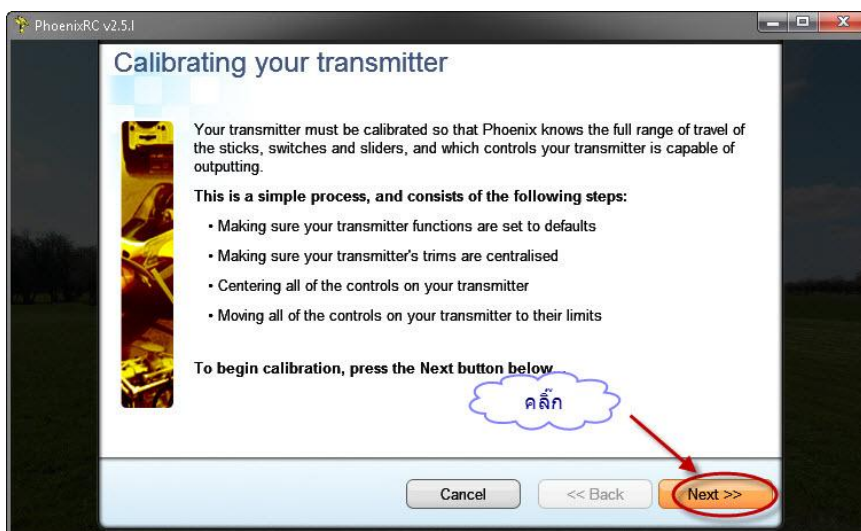 PhoenixRC v2.5.l
Calibrating your transmitter
Your transmitter must be calibrated so that Phoenix knows the full range of travel of
the sticks, switches and sliders, and which controls your transmitter is capable of
outputting.
This is a simple process, and consists of the following steps:
• Making sure your transmitter functions are set to defaults
• Making sure your transmitter's trims are centralised
• Centering all of the controls on your transmitter
• Moving all of the controls on your transmitter to their limits
To begin calibration, press the Next button below...
คลิ๊ก
Cancel << Back Next >>